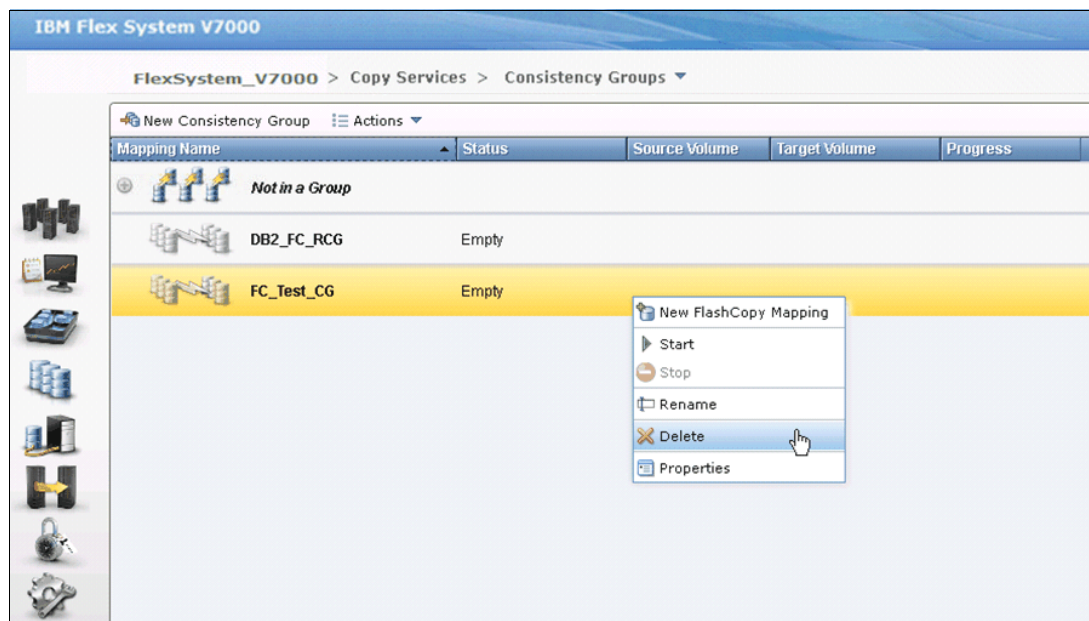 IBM Flex System V7000
FlexSystem_V7000 > Copy Services > Consistency Groups
New Consistency Group Actions
Mapping Name Status Source Volume Target Volume Progress
Not in a Group
DB2_FC_RCG Empty
FC_Test_CG Empty
New FlashCopy Mapping
Start
Stop
Rename
Delete
Properties